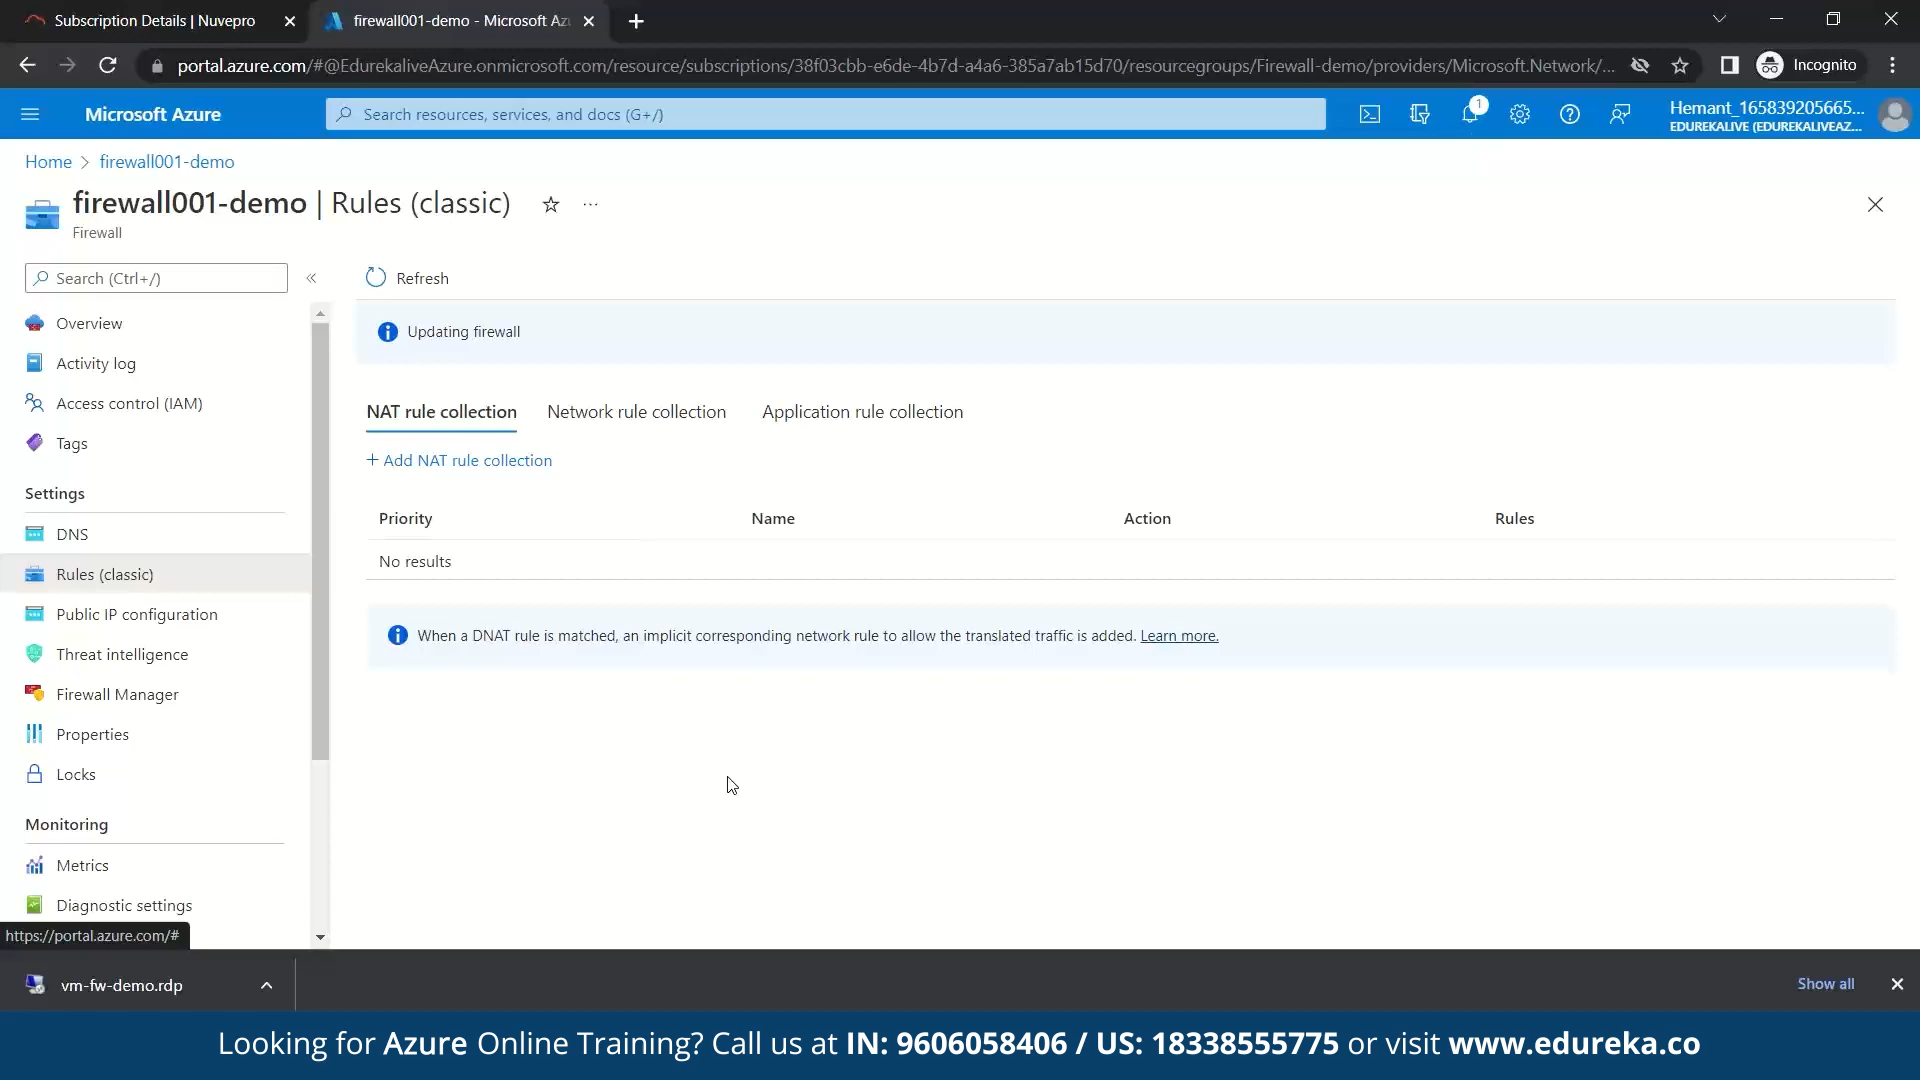 Subscription Details | Nuvepro
firewall001-demo - Microsoft Az
portal.azure.com/#@EdurekaliveAzure.onmicrosoft.com/resource/subscriptions/38f03cbb-e6de-4b7d-a4a6-385a7ab15d70/resourcegroups/Firewall-demo/providers/Microsoft.Network/...
Incognito
Microsoft Azure
Search resources, services, and docs (G+/)
1
Hemant_165839205665...
EDUREKALIVE (EDUREKALIVEAZ...
Home > firewall001-demo
firewall001-demo | Rules (classic)
Firewall
Search (Ctrl+/)
Refresh
Overview
Activity log
Access control (IAM)
Tags
Settings
DNS
Rules (classic)
Public IP configuration
Threat intelligence
Firewall Manager
Properties
Locks
Monitoring
Metrics
Diagnostic settings
Updating firewall
NAT rule collection Network rule collection Application rule collection
+ Add NAT rule collection
Priority Name Action Rules
No results
When a DNAT rule is matched, an implicit corresponding network rule to allow the translated traffic is added. Learn more.
https://portal.azure.com/#
vm-fw-demo.rdp
Show all
Looking for Azure Online Training? Call us at IN: 9606058406 / US: 18338555775 or visit www.edureka.co